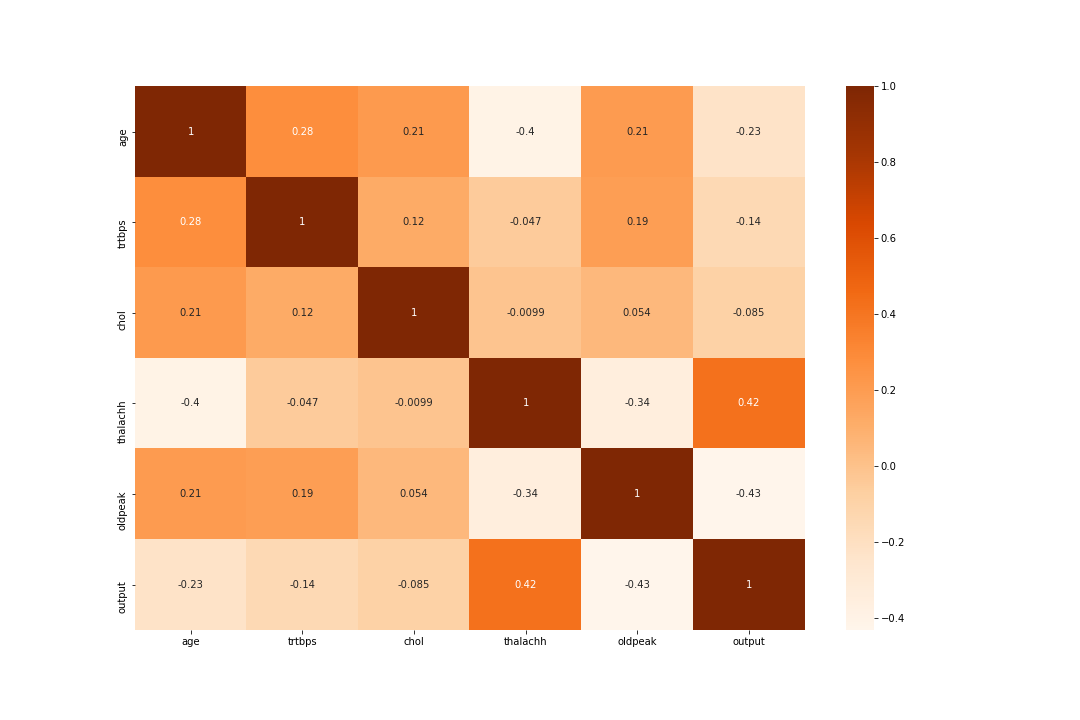 1.0
age 1 0.28 0.21 -0.4 0.21 -0.23
0.8
trtbps 0.28 1 0.12 -0.047 0.19 -0.14
0.6
chol 0.21 0.12 1 -0.0099 0.054 -0.085
0.4
thalachh -0.4 -0.047 -0.0099 1 -0.34 0.42
0.2
0.0
oldpeak 0.21 0.19 0.054 -0.34 1 -0.43
−0.2
output -0.23 -0.14 -0.085 0.42 -0.43 1
−0.4
age trtbps chol thalachh oldpeak output